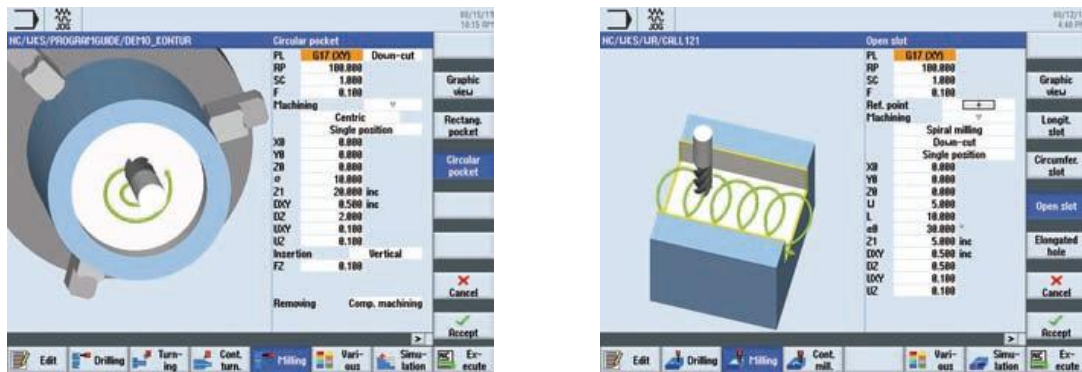 JOG
10:15
NC/WKS/PROGRAMGUIDE/DEMO_KONTUR
Circular pocket
PL G17 (XY) Down-cut
RP 100.000
SC 1.000
F 0.100
Machining ▽
Centric
Single position
X0 0.000
Y0 0.000
Z0 0.000
ø 10.000
Z1 20.000 inc
DXY 0.500 inc
DZ 2.000
UXY 0.100
UZ 0.100
Insertion Vertical
FZ 0.100
Removing Comp. machining
Graphic view
Rectang. pocket
Circular pocket
Cancel
Accept
>
Edit Drilling Turn- ing Cont. turn. Milling Vari- ous Simu- lation Ex- ecute
JOG
NC/WKS/WR/CALL121
Open slot
PL G17 (XY)
RP 100.000
SC 1.000
F 0.100
Ref. point
Machining ▽
Spiral milling
Down-cut
Single position
X0 0.000
Y0 0.000
Z0 0.000
W 5.000
L 10.000
α0 30.000 °
Z1 5.000 inc
DXY 0.500 inc
DZ 0.500
UXY 0.100
UZ 0.100
Graphic view
Longit. slot
Circumfer. slot
Open slot
Elongated hole
Cancel
Accept
>
Edit Drilling Milling Cont. mill. Vari- ous Simu- lation Ex- ecute